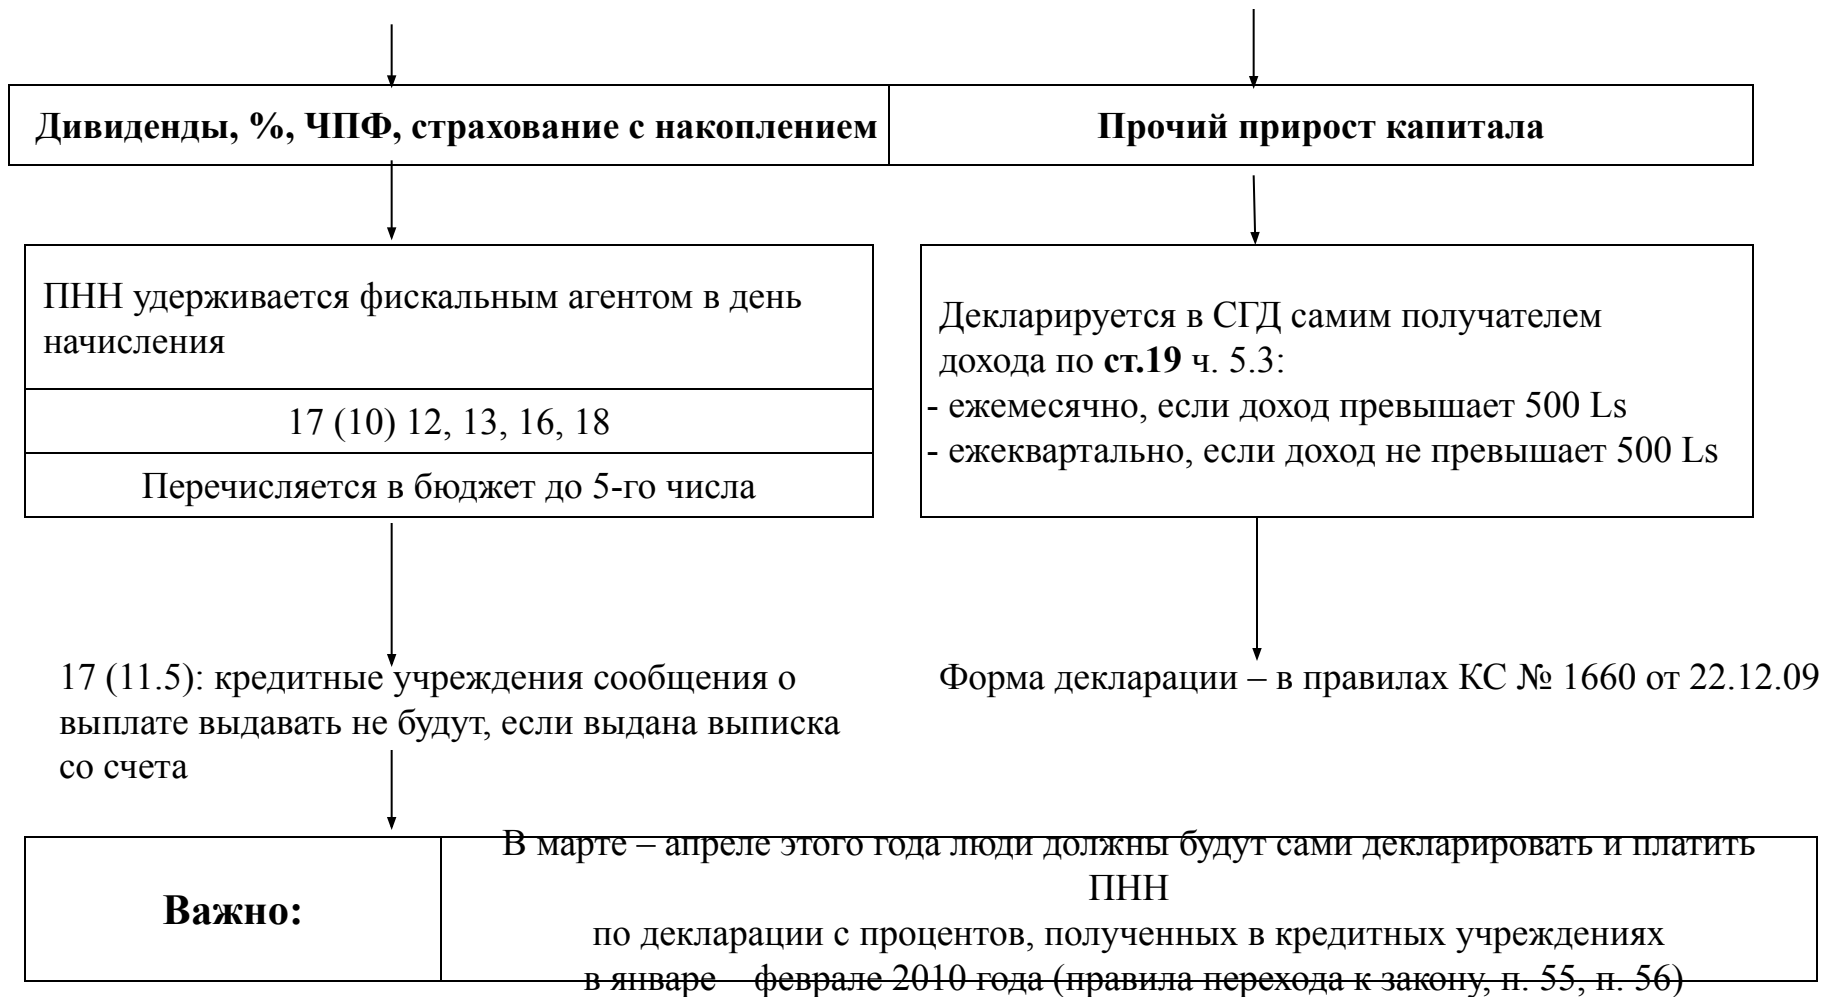 Дивиденды, %, ЧПФ, страхование с накоплением
Прочий прирост капитала
ПНН удерживается фискальным агентом в день
начисления
17 (10) 12, 13, 16, 18
Перечисляется в бюджет до 5-го числа
Декларируется в СГД самим получателем
дохода по ст.19 ч. 5.3:
- ежемесячно, если доход превышает 500 Ls
- ежеквартально, если доход не превышает 500 Ls
17 (11.5): кредитные учреждения сообщения о
выплате выдавать не будут, если выдана выписка
со счета
Форма декларации – в правилах КС № 1660 от 22.12.09
Важно:
В марте – апреле этого года люди должны будут сами декларировать и платить
ПНН
по декларации с процентов, полученных в кредитных учреждениях
в январе – феврале 2010 года (правила перехода к закону, п. 55, п. 56)